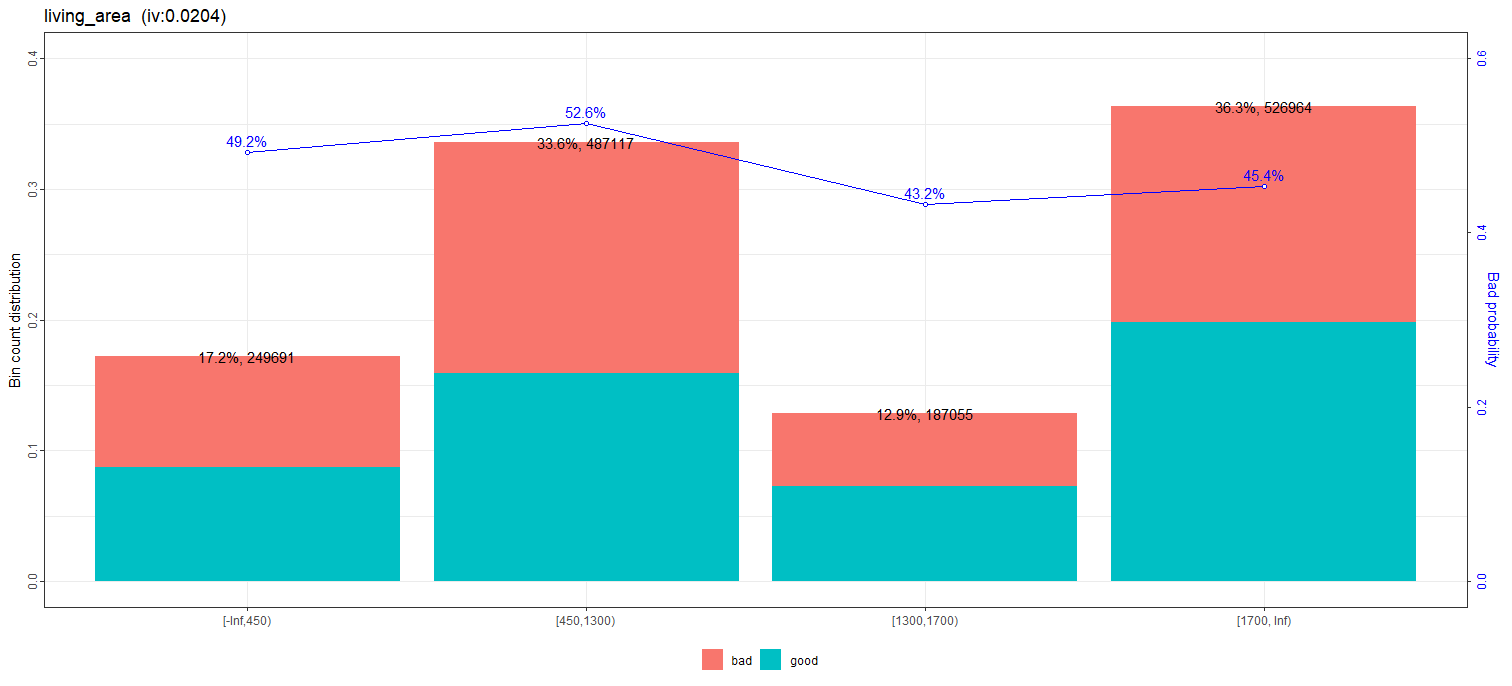 living_area (iv:0.0204)
Bin count distribution
0.4
0.3
0.2
0.1
0.0
49.2%
52.6%
43.2%
45.4%
17.2%, 249691
33.6%, 487117
12.9%, 187055
36.3%, 526964
0.6
0.4
0.2
0.0
Bad probability
[-Inf,450)
[450,1300)
[1300,1700)
[1700, Inf)
bad
good